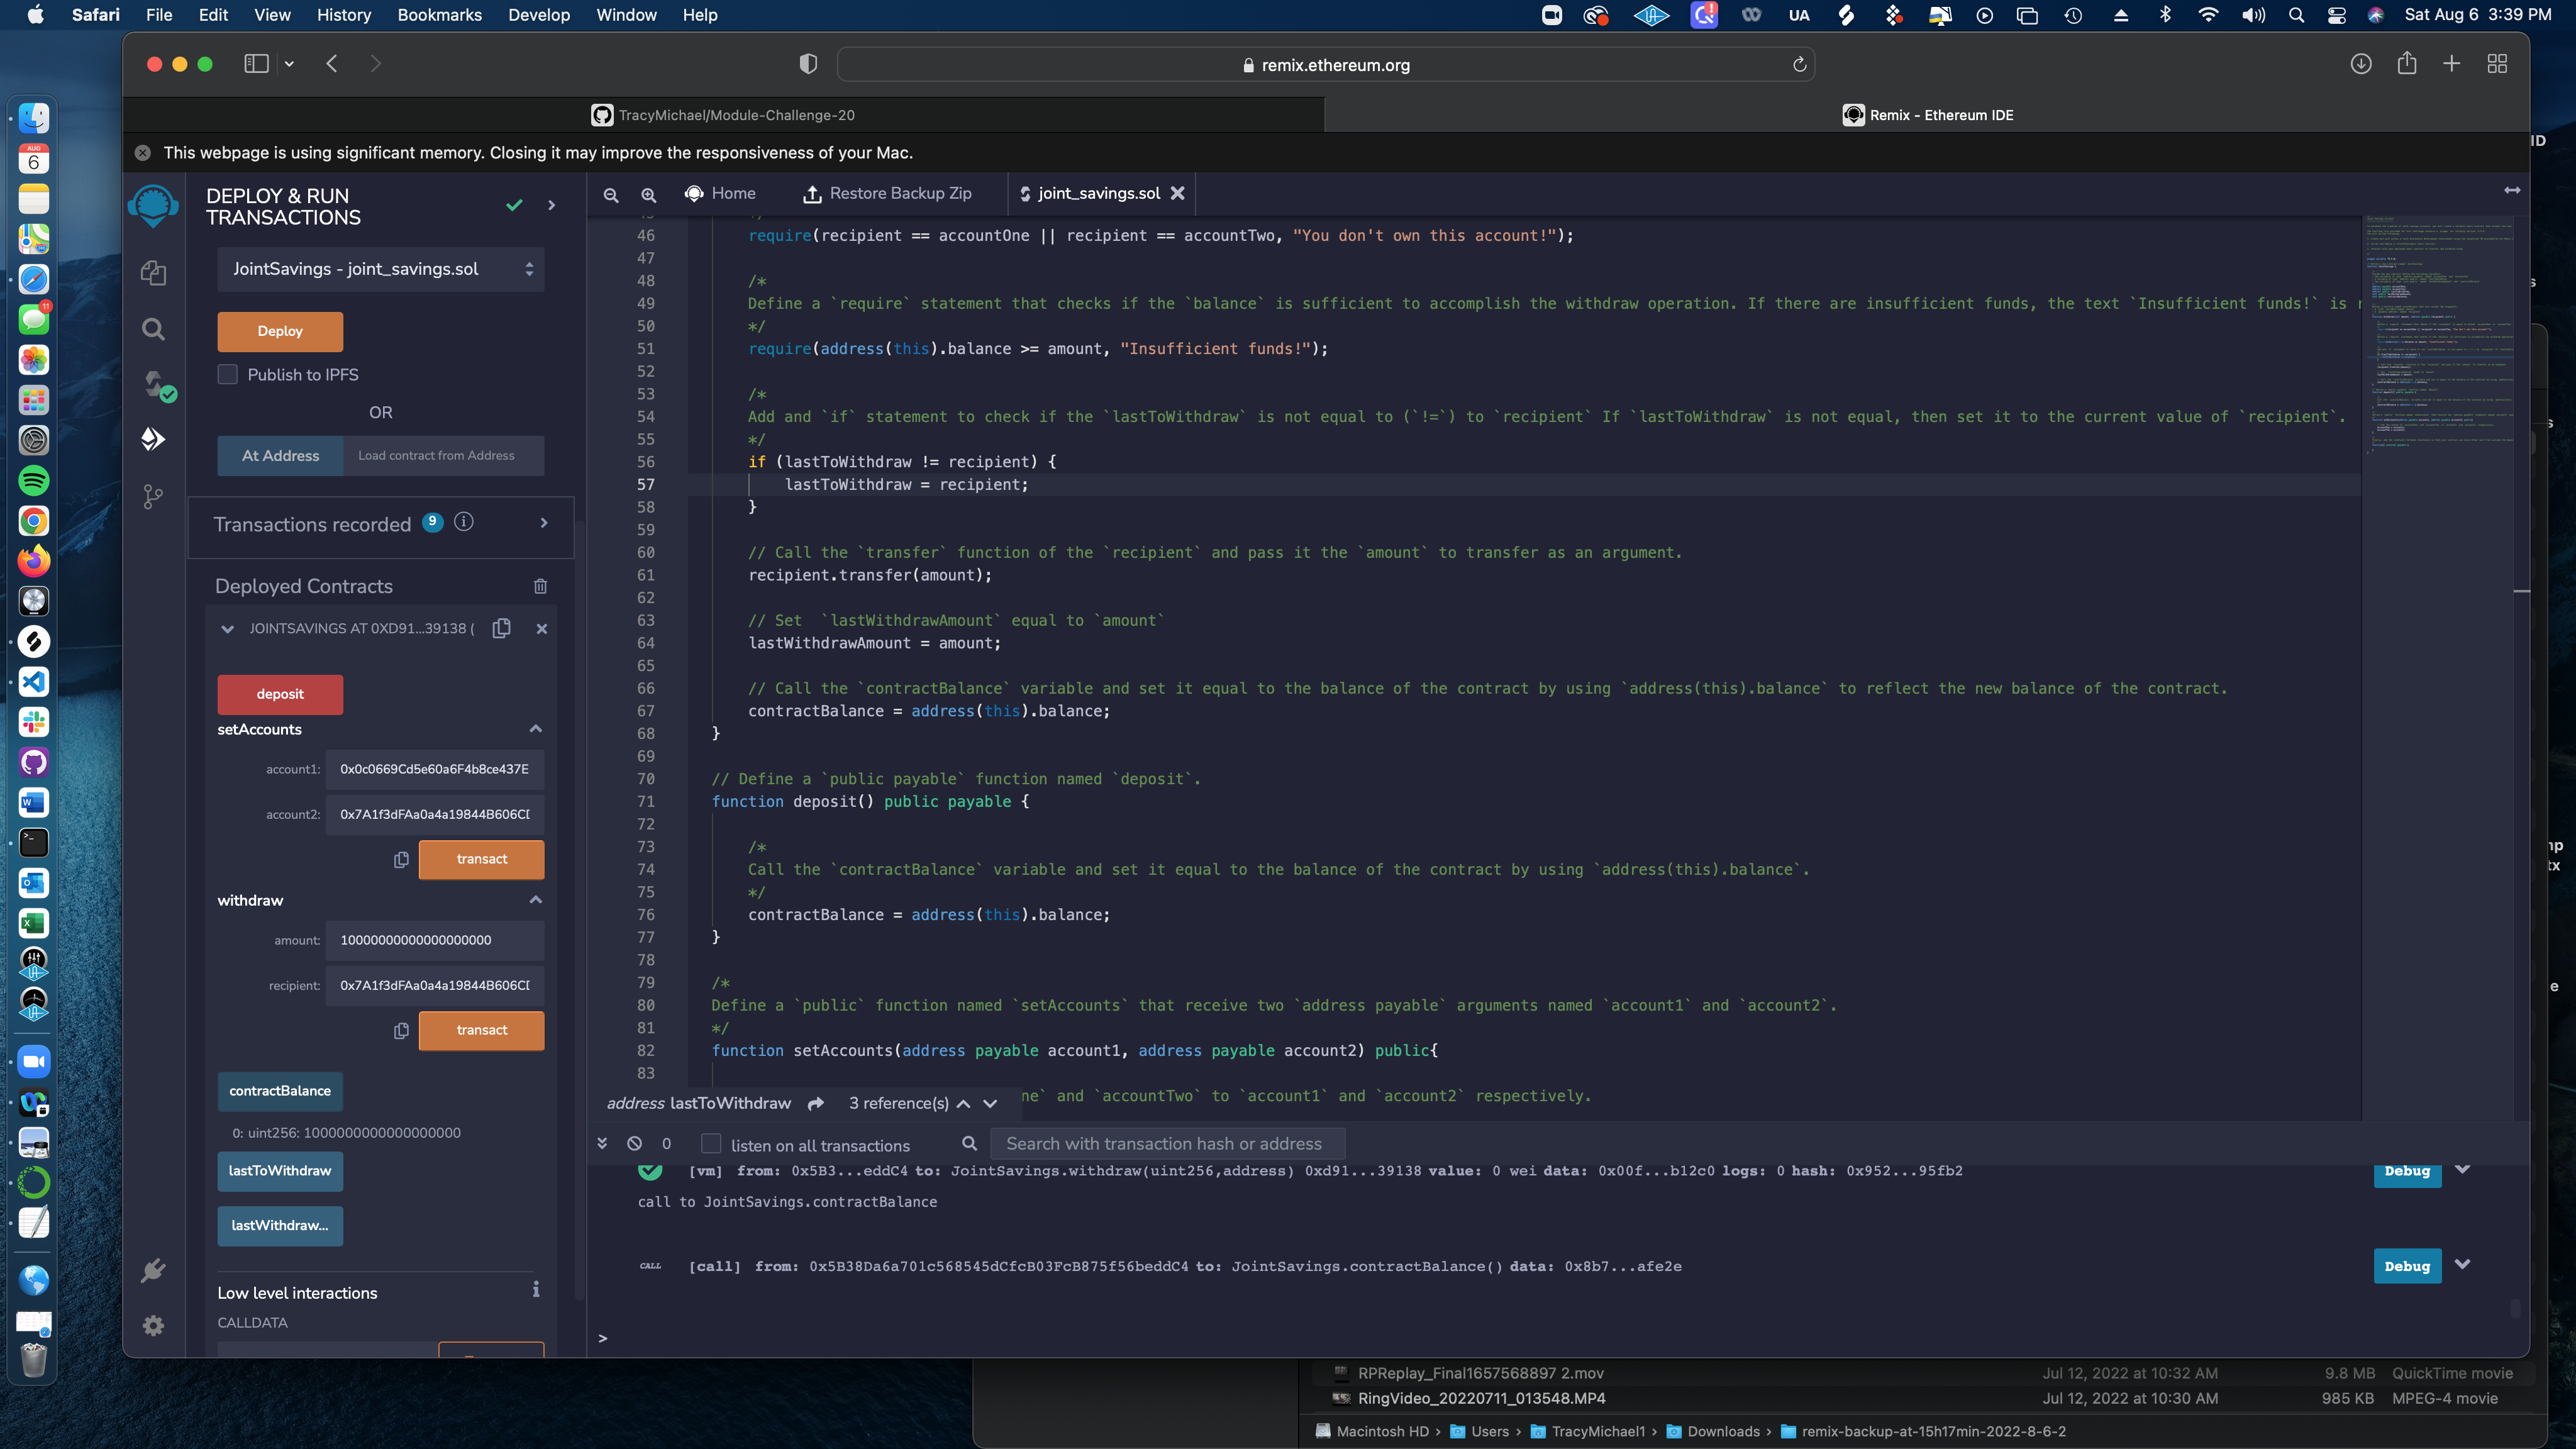 Safari File Edit View History Bookmarks Develop Window Help
UA
Sat Aug 6 3:39 PM
remix.ethereum.org
TracyMichael/Module-Challenge-20
Remix - Ethereum IDE
This webpage is using significant memory. Closing it may improve the responsiveness of your Mac.
AUG
6
11
DEPLOY & RUN
TRANSACTIONS
JointSavings - joint_savings.sol
Deploy
Publish to IPFS
OR
At Address
Load contract from Address
Transactions recorded 9
Deployed Contracts
JOINTSAVINGS AT 0XD91...39138 (
deposit
setAccounts
account1: 0x0c0669Cd5e60a6F4b8ce437E
account2: 0x7A1f3dFAa0a4a19844B606CD
transact
withdraw
amount: 10000000000000000000
recipient: 0x7A1f3dFAa0a4a19844B606CD
transact
contractBalance
0: uint256: 1000000000000000000
lastToWithdraw
lastWithdraw...
Low level interactions
CALLDATA
Home
Restore Backup Zip
joint_savings.sol
46 require(recipient == accountOne || recipient == accountTwo, "You don't own this account!");
47
48 /*
49 Define a `require` statement that checks if the `balance` is sufficient to accomplish the withdraw operation. If there are insufficient funds, the text `Insufficient funds!` is
50 */
51 require(address(this).balance >= amount, "Insufficient funds!");
52
53 /*
54 Add and `if` statement to check if the `lastToWithdraw` is not equal to (`!=`) to `recipient` If `lastToWithdraw` is not equal, then set it to the current value of `recipient`.
55 */
56 if (lastToWithdraw != recipient) {
57 lastToWithdraw = recipient;
58 }
59
60 // Call the `transfer` function of the `recipient` and pass it the `amount` to transfer as an argument.
61 recipient.transfer(amount);
62
63 // Set  `lastWithdrawAmount` equal to `amount`
64 lastWithdrawAmount = amount;
65
66 // Call the `contractBalance` variable and set it equal to the balance of the contract by using `address(this).balance` to reflect the new balance of the contract.
67 contractBalance = address(this).balance;
68 }
69
70 // Define a `public payable` function named `deposit`.
71 function deposit() public payable {
72
73 /*
74 Call the `contractBalance` variable and set it equal to the balance of the contract by using `address(this).balance`.
75 */
76 contractBalance = address(this).balance;
77 }
78
79 /*
80 Define a `public` function named `setAccounts` that receive two `address payable` arguments named `account1` and `account2`.
81 */
82 function setAccounts(address payable account1, address payable account2) public{
83
ne` and `accountTwo` to `account1` and `account2` respectively.
address lastToWithdraw 3 reference(s)
0 listen on all transactions
Search with transaction hash or address
[vm] from: 0x5B3...eddC4 to: JointSavings.withdraw(uint256,address) 0xd91...39138 value: 0 wei data: 0x00f...b12c0 logs: 0 hash: 0x952...95fb2
Debug
call to JointSavings.contractBalance
CALL [call] from: 0x5B38Da6a701c568545dCfcB03FcB875f56beddC4 to: JointSavings.contractBalance() data: 0x8b7...afe2e
Debug
>
RPReplay_Final1657568897 2.mov Jul 12, 2022 at 10:32 AM 9.8 MB QuickTime movie
RingVideo_20220711_013548.MP4 Jul 12, 2022 at 10:30 AM 985 KB MPEG-4 movie
Macintosh HD › Users › TracyMichael1 › Downloads › remix-backup-at-15h17min-2022-8-6-2